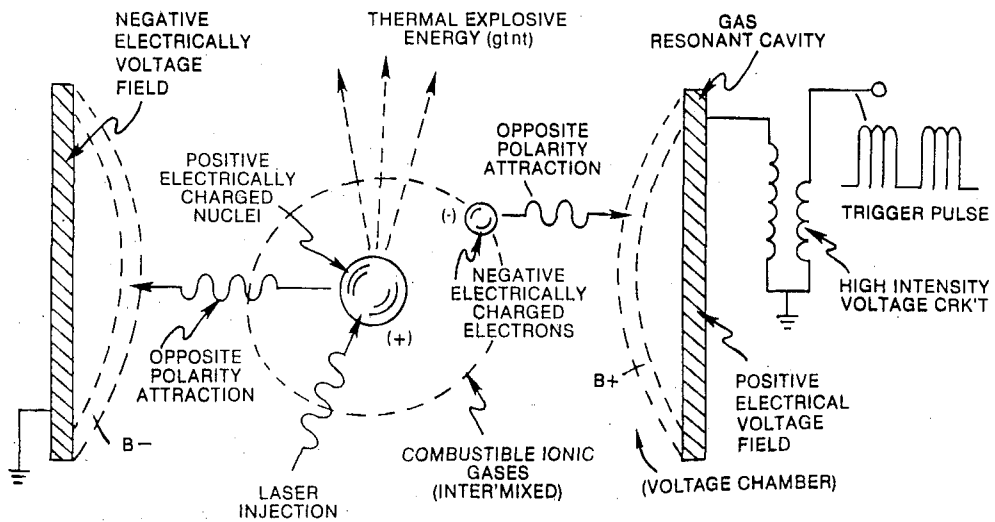 NEGATIVE
ELECTRICALLY
VOLTAGE
FIELD
THERMAL EXPLOSIVE
ENERGY (gtnt)
GAS
RESONANT CAVITY
OPPOSITE
POLARITY
ATTRACTION
POSITIVE
ELECTRICALLY
CHARGED
NUCLEI
(-)
TRIGGER PULSE
NEGATIVE
ELECTRICALLY
CHARGED
ELECTRONS
HIGH INTENSITY
VOLTAGE CRK'T
(+)
OPPOSITE
POLARITY
ATTRACTION
B+
POSITIVE
ELECTRICAL
VOLTAGE
FIELD
B-
COMBUSTIBLE IONIC
GASES
(INTER'MIXED)
(VOLTAGE CHAMBER)
LASER
INJECTION